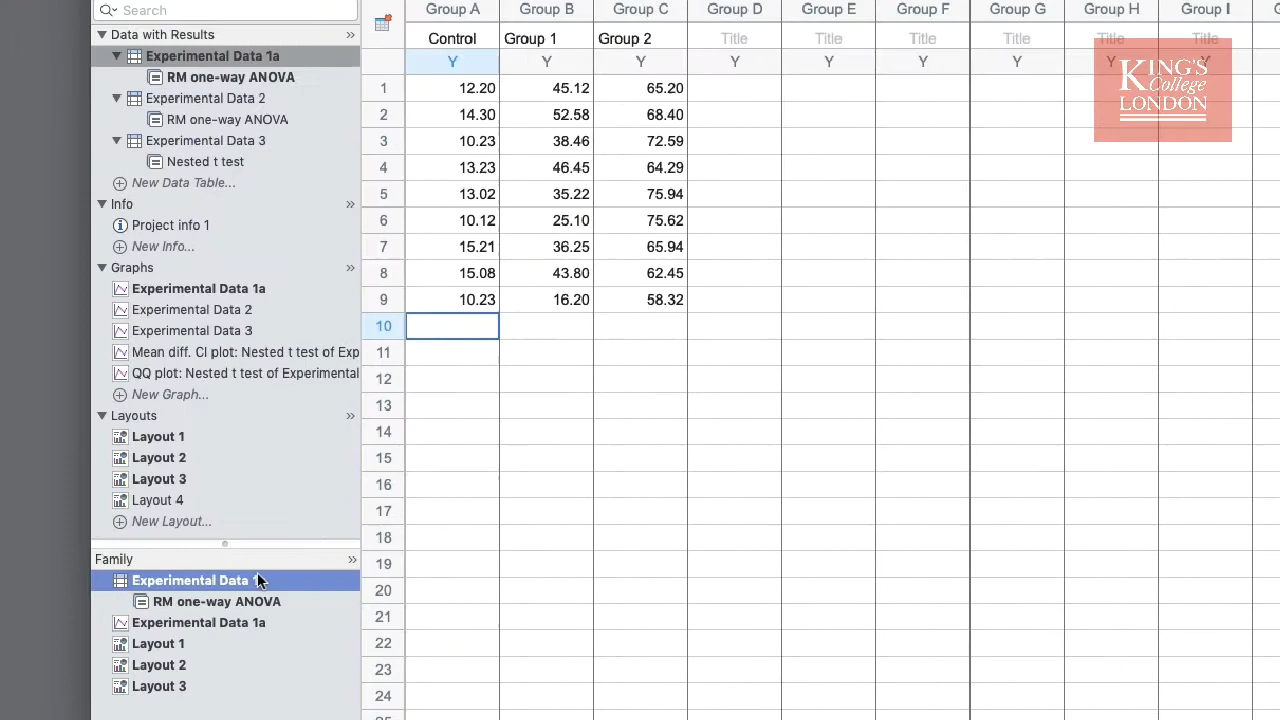 Search
Data with Results
Experimental Data 1a
RM one-way ANOVA
Experimental Data 2
RM one-way ANOVA
Experimental Data 3
Nested t test
New Data Table...
Info
Project info 1
New Info...
Graphs
Experimental Data 1a
Experimental Data 2
Experimental Data 3
Mean diff. CI plot: Nested t test of Exp
QQ plot: Nested t test of Experimental
New Graph...
Layouts
Layout 1
Layout 2
Layout 3
Layout 4
New Layout...
Family
Experimental Data
RM one-way ANOVA
Experimental Data 1a
Layout 1
Layout 2
Layout 3
Group A Group B Group C Group D Group E Group F Group G Group H Group I
Control Group 1 Group 2 Title Title Title Title Title Title
Y Y Y Y Y Y Y Y Y
1 12.20 45.12 65.20
2 14.30 52.58 68.40
3 10.23 38.46 72.59
4 13.23 46.45 64.29
5 13.02 35.22 75.94
6 10.12 25.10 75.62
7 15.21 36.25 65.94
8 15.08 43.80 62.45
9 10.23 16.20 58.32
10
11
12
13
14
15
16
17
18
19
20
21
22
23
24
KING'S
College
LONDON